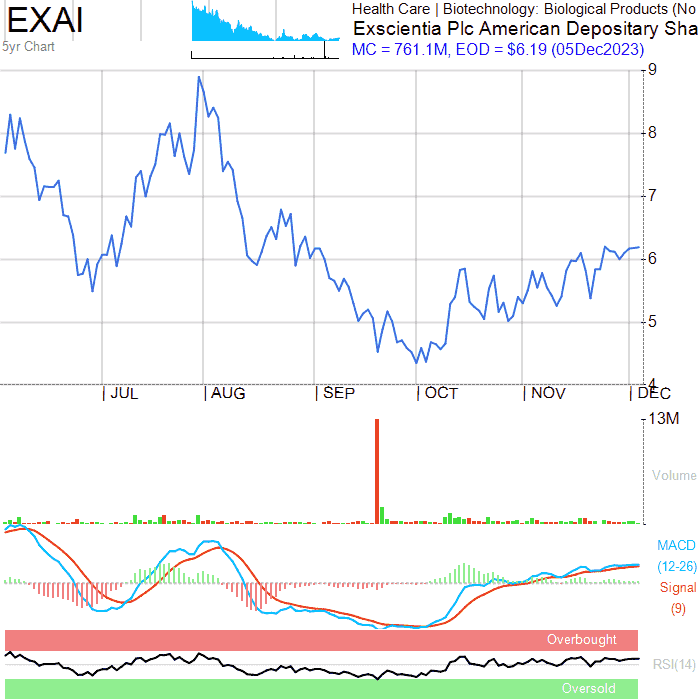 EXAI
5yr Chart
Health Care | Biotechnology: Biological Products (No
Exscientia Plc American Depositary Sha
MC = 761.1M, EOD = $6.19 (05Dec2023)
9
8
7
6
5
4
| JUL | AUG | SEP | OCT | NOV | DEC
13M
Volume
MACD
(12-26)
Signal
(9)
Overbought
RSI(14)
Oversold